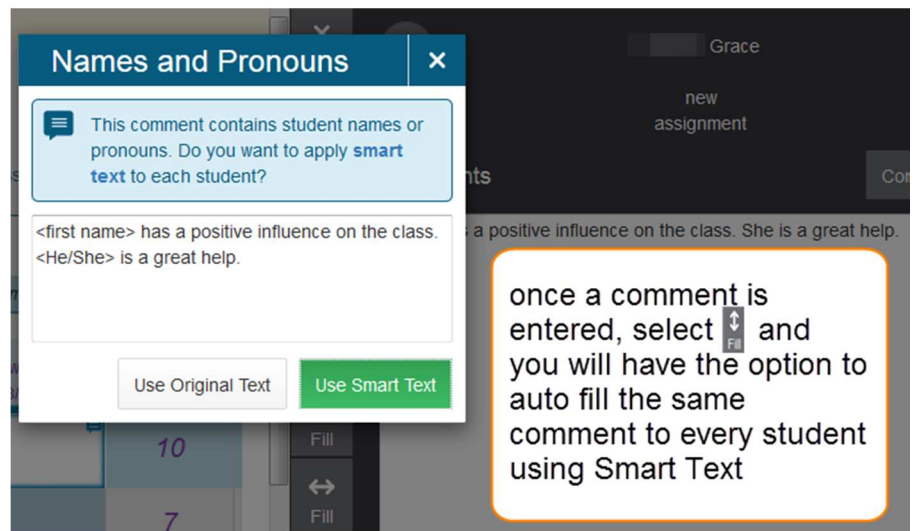 Names and Pronouns
This comment contains student names or
pronouns. Do you want to apply smart
text to each student?
<first name> has a positive influence on the class.
<He/She> is a great help.
Use Original Text
Use Smart Text
10
7
Fill
Fill
Grace
new
assignment
nts
Con
a positive influence on the class. She is a great help.
once a comment is
entered, select Fill and
you will have the option to
auto fill the same
comment to every student
using Smart Text